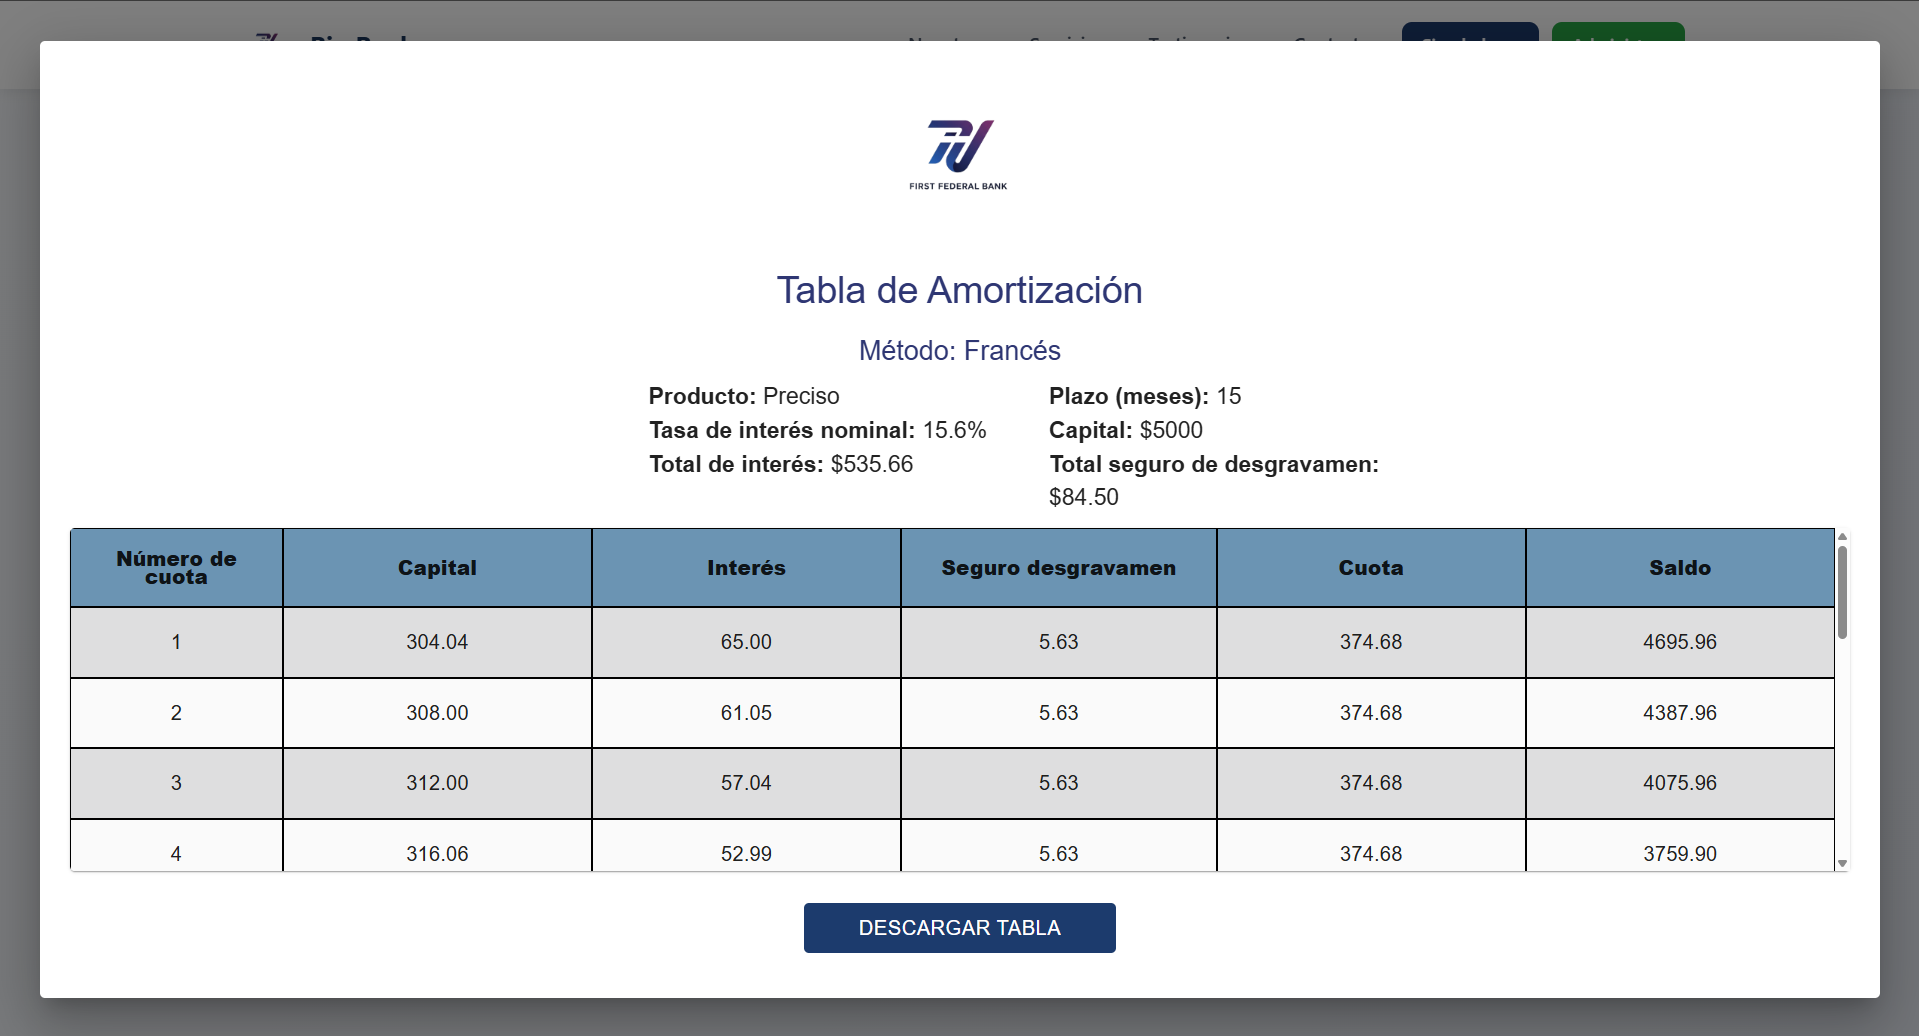 FIRST FEDERAL BANK
Tabla de Amortización
Método: Francés
Producto: Preciso
Tasa de interés nominal: 15.6%
Total de interés: $535.66
Plazo (meses): 15
Capital: $5000
Total seguro de desgravamen:
$84.50
Número de
cuota
Capital
Interés
Seguro desgravamen
Cuota
Saldo
1 304.04 65.00 5.63 374.68 4695.96
2 308.00 61.05 5.63 374.68 4387.96
3 312.00 57.04 5.63 374.68 4075.96
4 316.06 52.99 5.63 374.68 3759.90
DESCARGAR TABLA